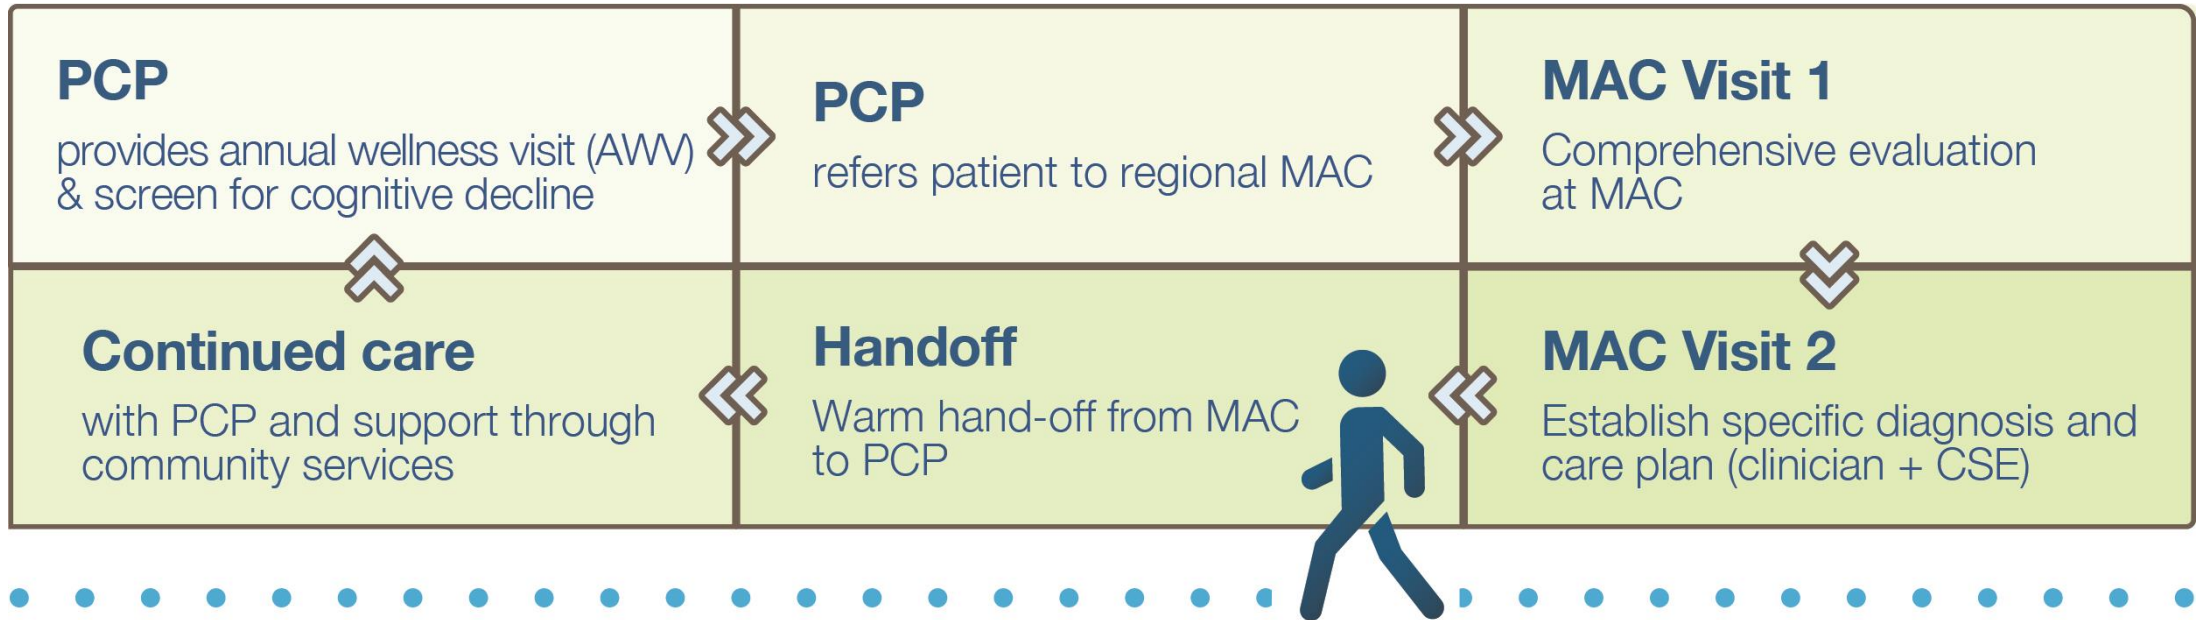 PCP
provides annual wellness visit (AWV)
& screen for cognitive decline
PCP
refers patient to regional MAC
MAC Visit 1
Comprehensive evaluation
at MAC
MAC Visit 2
Establish specific diagnosis and
care plan (clinician + CSE)
Handoff
Warm hand-off from MAC
to PCP
Continued care
with PCP and support through
community services